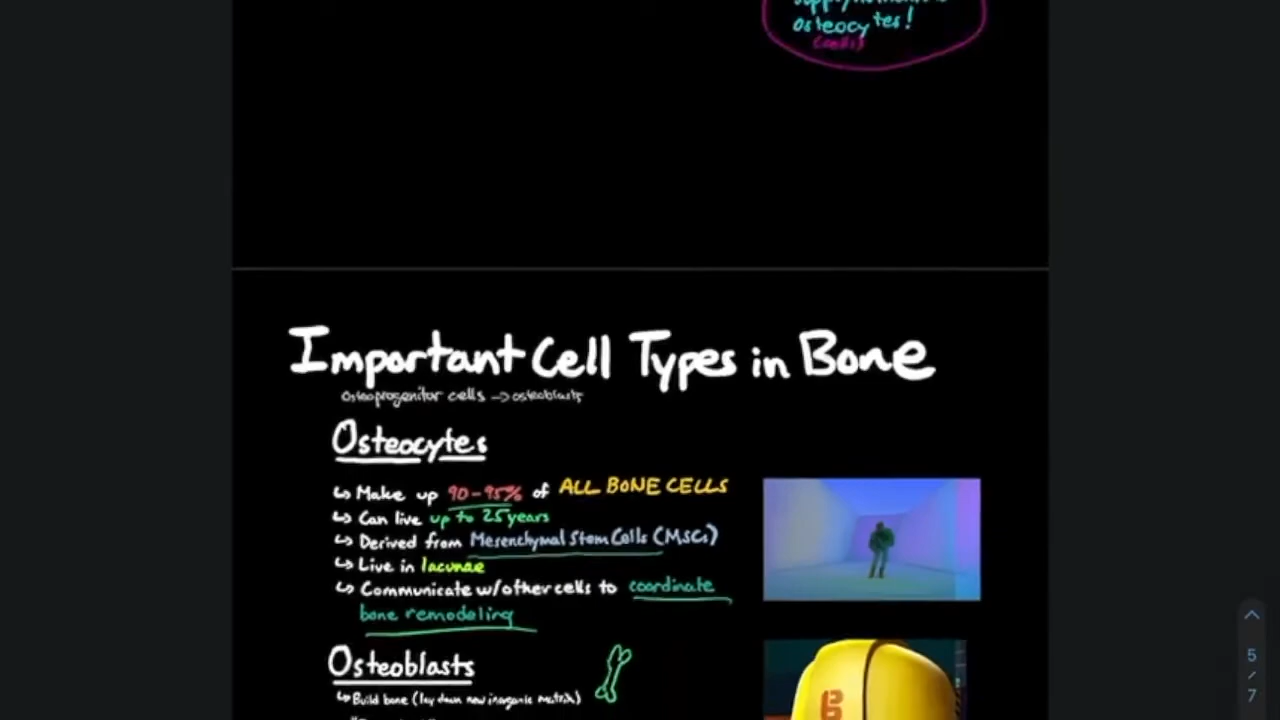 Osteocytes!
(cells)
Important Cell Types in Bone
Osteoprogenitor cells -> osteoblasts
Osteocytes
↳ Make up 90-95% of ALL BONE CELLS
↳ Can live up to 25 years
↳ Derived from Mesenchymal Stem Cells (MSCs)
↳ Live in lacunae
↳ Communicate w/other cells to coordinate
bone remodeling
Osteoblasts
↳ Build bone (lay down new inorganic matrix)
5
/
7